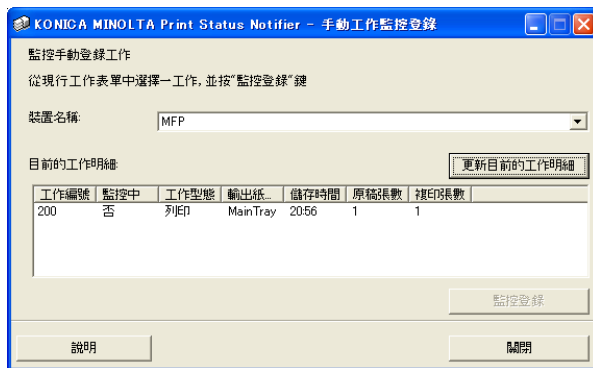 KONICA MINOLTA Print Status Notifier - 手動工作監控登錄
監控手動登錄工作
從現行工作表單中選擇一工作, 並按"監控登錄"鍵
裝置名稱: MFP
目前的工作明細: 更新目前的工作明細
工作編號 監控中 工作型態 輸出紙... 儲存時間 原稿張數 複印張數
200 否 列印 MainTray 20:56 1 1
監控登錄
說明 關閉